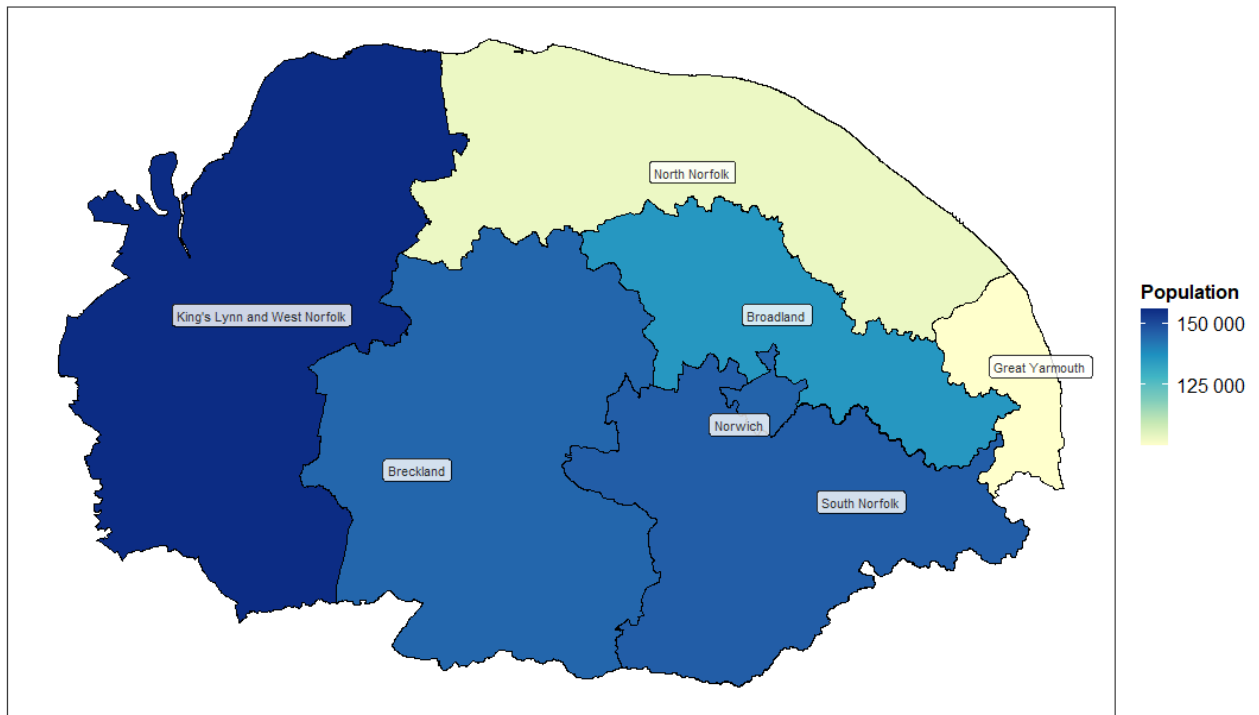 North Norfolk
King's Lynn and West Norfolk
Broadland
Great Yarmouth
Norwich
Breckland
South Norfolk
Population
150 000
125 000